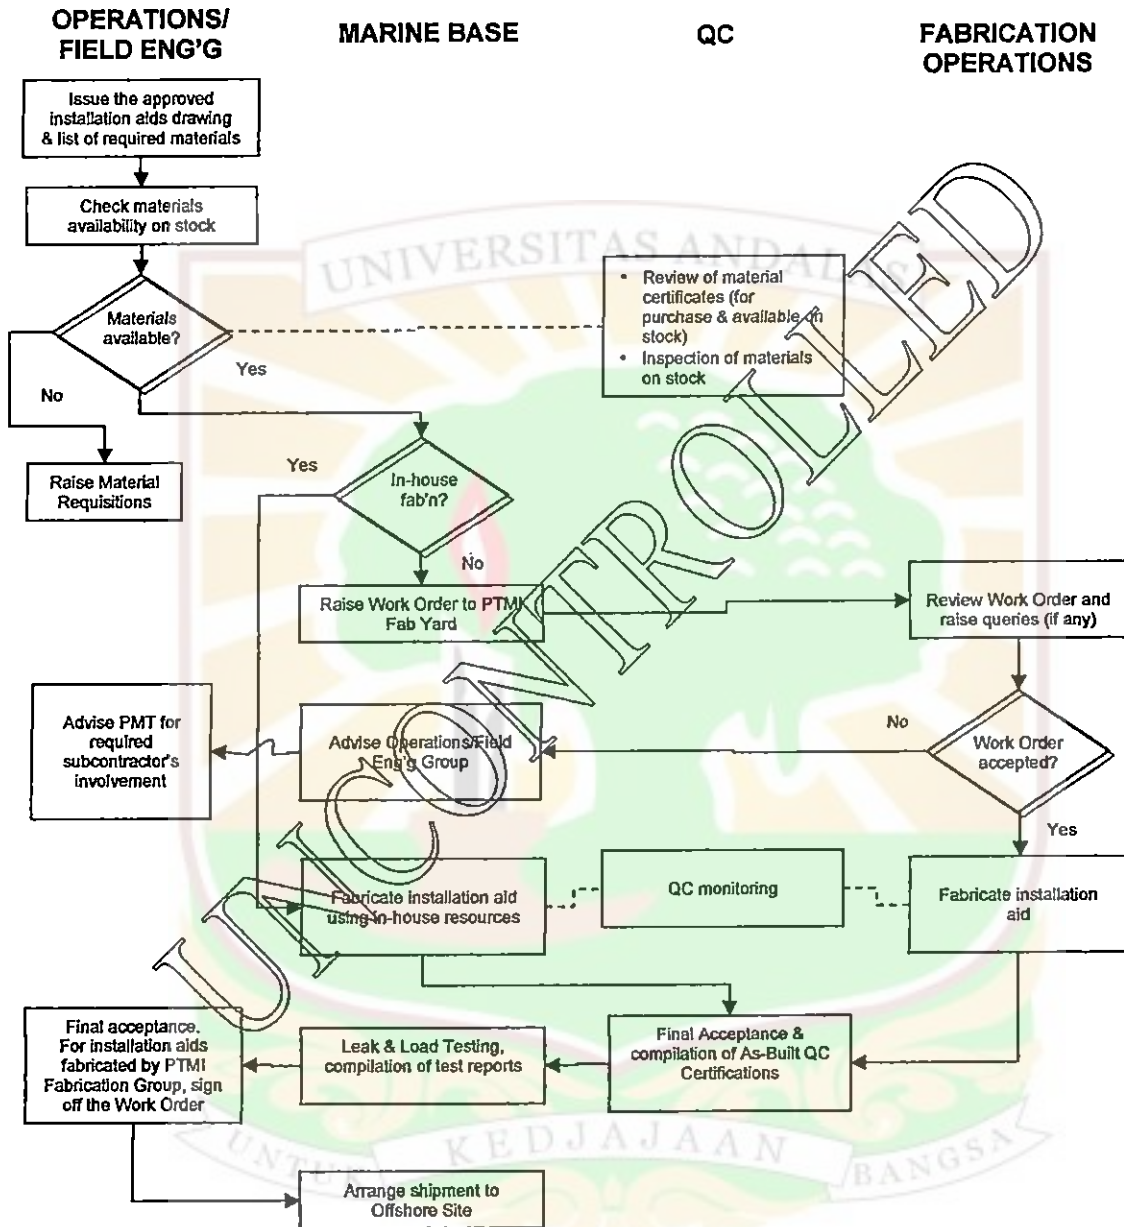 OPERATIONS/
FIELD ENG'G
MARINE BASE
QC
FABRICATION
OPERATIONS
Issue the approved
installation aids drawing
& list of required materials
Check materials
availability on stock
Materials
available?
Yes
No
Raise Material
Requisitions
• Review of material
certificates (for
purchase & available on
stock)
• Inspection of materials
on stock
Yes
In-house
fab'n?
No
Raise Work Order to PTMI
Fab Yard
Review Work Order and
raise queries (if any)
Work Order
accepted?
No
Yes
Advise Operations/Field
Eng'g Group
Advise PMT for
required
subcontractor's
involvement
Fabricate installation aid
using in-house resources
QC monitoring
Fabricate installation
aid
Final Acceptance &
compilation of As-Built QC
Certifications
Leak & Load Testing,
compilation of test reports
Final acceptance.
For installation aids
fabricated by PTMI
Fabrication Group, sign
off the Work Order
Arrange shipment to
Offshore Site
UNCONTROLLED
UNIVERSITAS ANDALAS
UNTUK KEDJAJAAN BANGSA